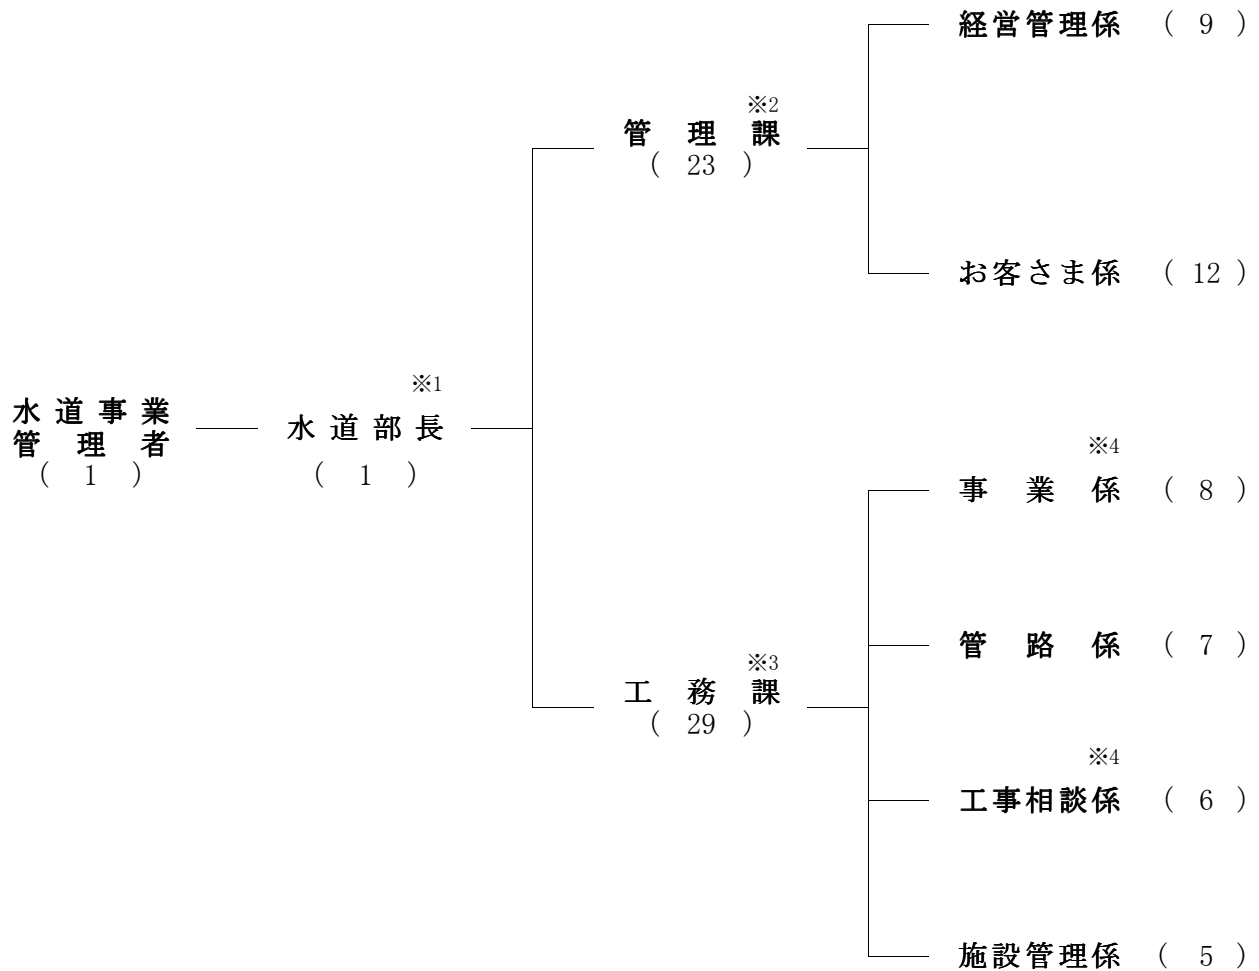 経営管理係 ( 9 )
※2
管理課
( 23 )
お客さま係 ( 12 )
※1
水道事業
管理者
( 1 )
水道部長
( 1 )
※4
事業係 ( 8 )
管路係 ( 7 )
※3
工務課
( 29 )
※4
工事相談係 ( 6 )
施設管理係 ( 5 )